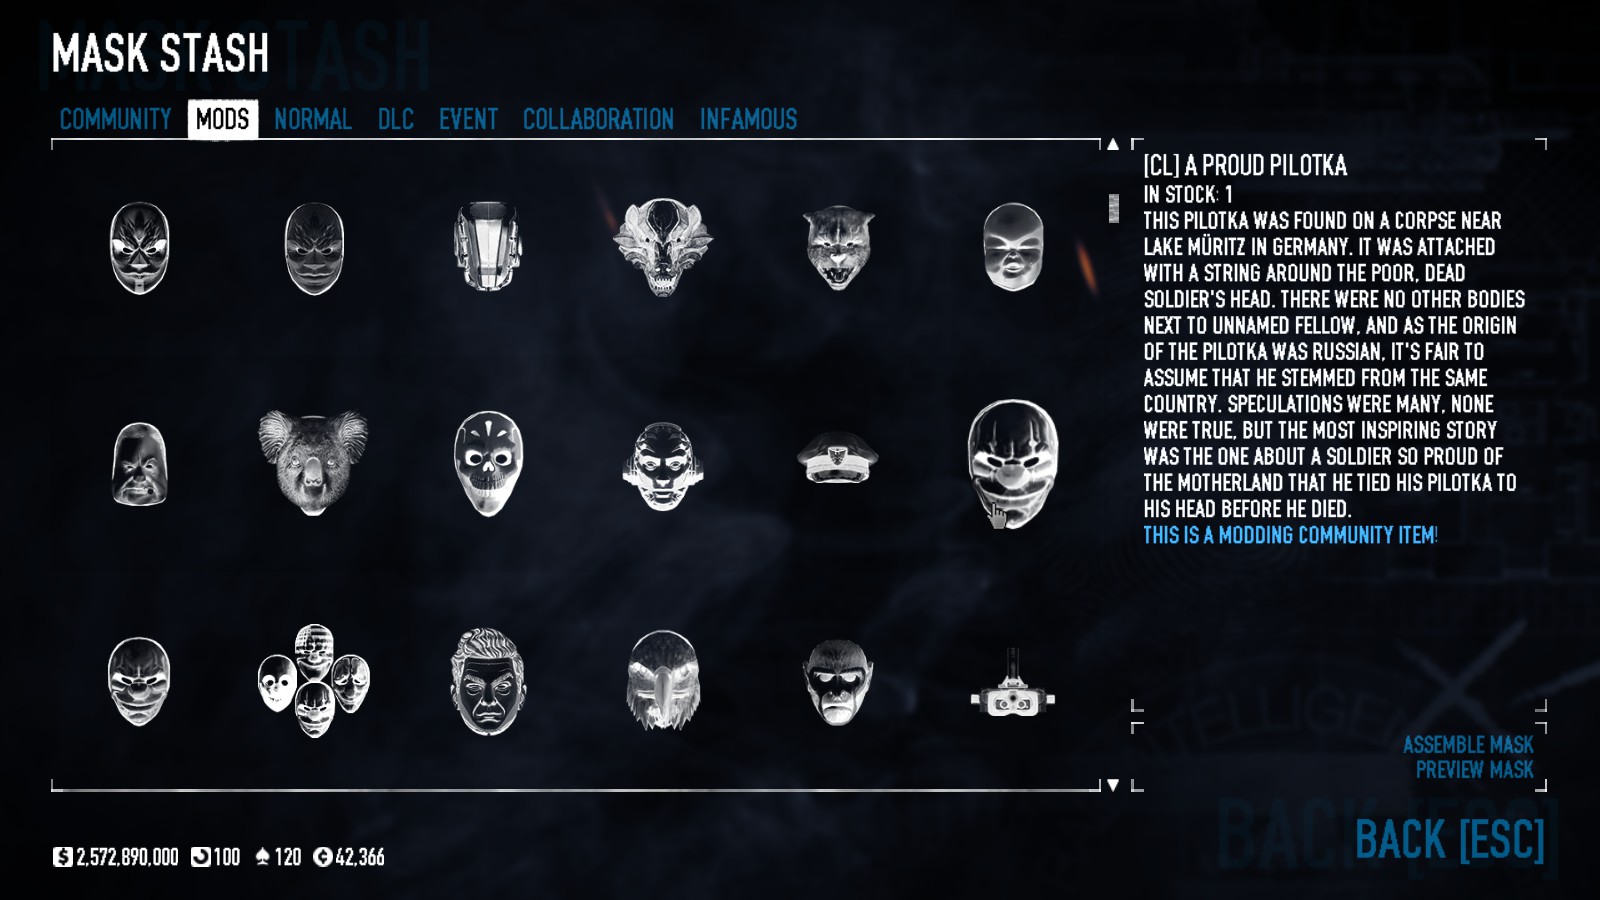 MASK STASH
COMMUNITY MODS NORMAL DLC EVENT COLLABORATION INFAMOUS
[CL] A PROUD PILOTKA
IN STOCK: 1
THIS PILOTKA WAS FOUND ON A CORPSE NEAR
LAKE MÜRITZ IN GERMANY. IT WAS ATTACHED
WITH A STRING AROUND THE POOR, DEAD
SOLDIER'S HEAD. THERE WERE NO OTHER BODIES
NEXT TO UNNAMED FELLOW, AND AS THE ORIGIN
OF THE PILOTKA WAS RUSSIAN, IT'S FAIR TO
ASSUME THAT HE STEMMED FROM THE SAME
COUNTRY. SPECULATIONS WERE MANY, NONE
WERE TRUE, BUT THE MOST INSPIRING STORY
WAS THE ONE ABOUT A SOLDIER SO PROUD OF
THE MOTHERLAND THAT HE TIED HIS PILOTKA TO
HIS HEAD BEFORE HE DIED.
THIS IS A MODDING COMMUNITY ITEM!
ASSEMBLE MASK
PREVIEW MASK
BACK [ESC]
$ 2,572,890,000 100 ♠ 120 C 42,366